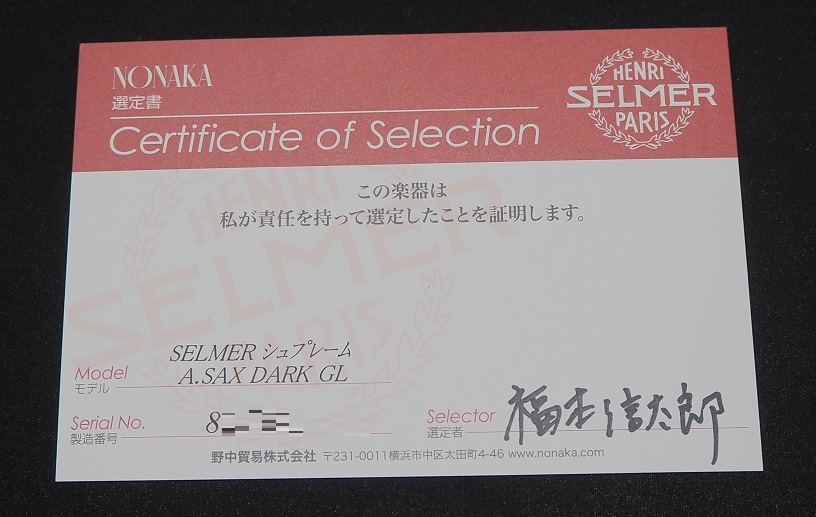 NONAKA
選定書
Certificate of Selection
HENRI
SELMER
PARIS
この楽器は
私が責任を持って選定したことを証明します。
HENRI
SELMER
PARIS
Model
モデル
SELMER シュプレーム
A.SAX DARK GL
Serial No.
製造番号
8
Selector
選定者
福本信太郎
野中貿易株式会社 〒231-0011横浜市中区太田町4-46 www.nonaka.com